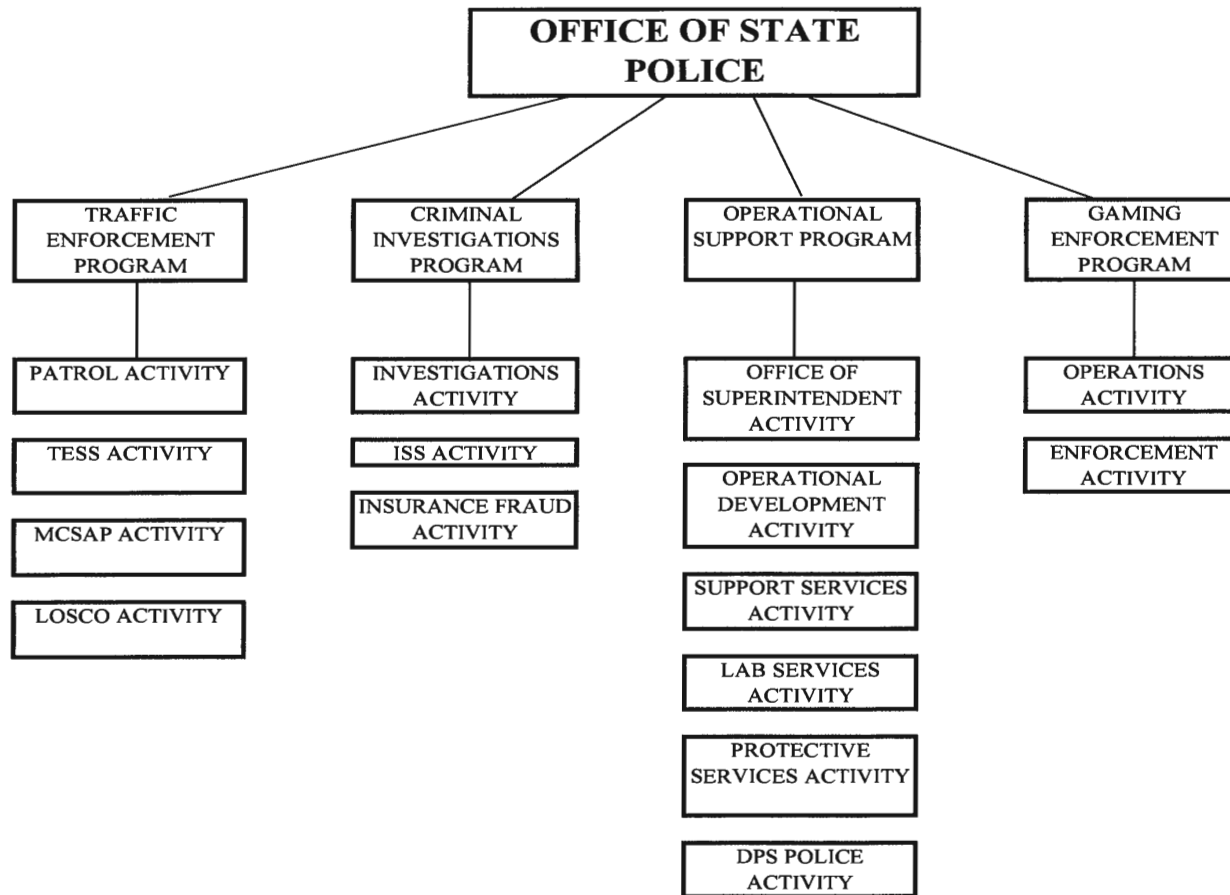 OFFICE OF STATE
POLICE
TRAFFIC
ENFORCEMENT
PROGRAM
CRIMINAL
INVESTIGATIONS
PROGRAM
OPERATIONAL
SUPPORT PROGRAM
GAMING
ENFORCEMENT
PROGRAM
PATROL ACTIVITY
TESS ACTIVITY
MCSAP ACTIVITY
LOSCO ACTIVITY
INVESTIGATIONS
ACTIVITY
ISS ACTIVITY
INSURANCE FRAUD
ACTIVITY
OFFICE OF
SUPERINTENDENT
ACTIVITY
OPERATIONAL
DEVELOPMENT
ACTIVITY
SUPPORT SERVICES
ACTIVITY
LAB SERVICES
ACTIVITY
PROTECTIVE
SERVICES ACTIVITY
DPS POLICE
ACTIVITY
OPERATIONS
ACTIVITY
ENFORCEMENT
ACTIVITY